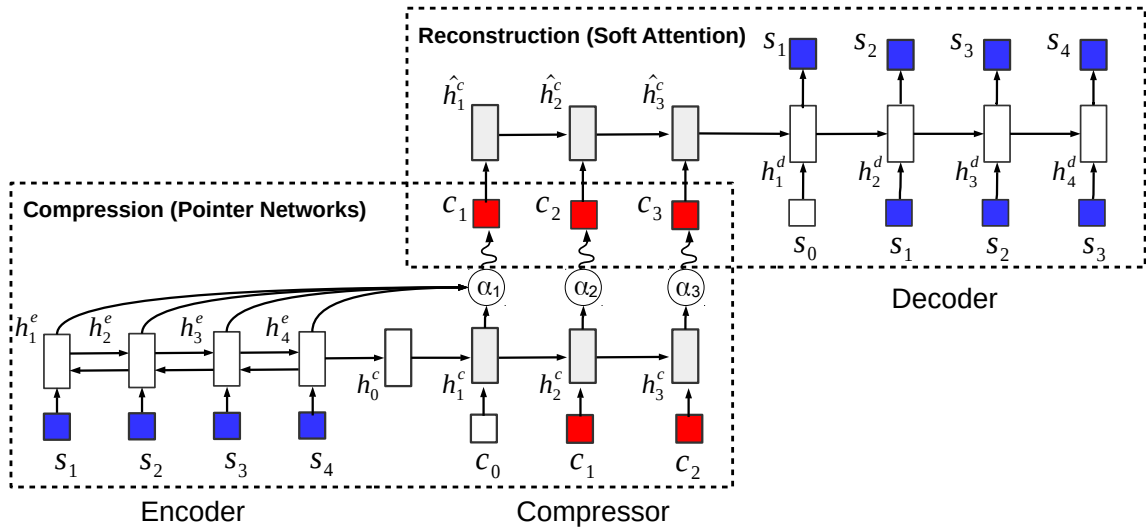 Reconstruction (Soft Attention)
s₁ s₂ s₃ s₄
ĥ₁ᶜ ĥ₂ᶜ ĥ₃ᶜ
h₁ᵈ h₂ᵈ h₃ᵈ h₄ᵈ
Compression (Pointer Networks)
c₁ c₂ c₃
s₀ s₁ s₂ s₃
α₁ α₂ α₃
Decoder
h₁ᵉ h₂ᵉ h₃ᵉ h₄ᵉ
h₀ᶜ h₁ᶜ h₂ᶜ h₃ᶜ
s₁ s₂ s₃ s₄ c₀ c₁ c₂
Encoder Compressor